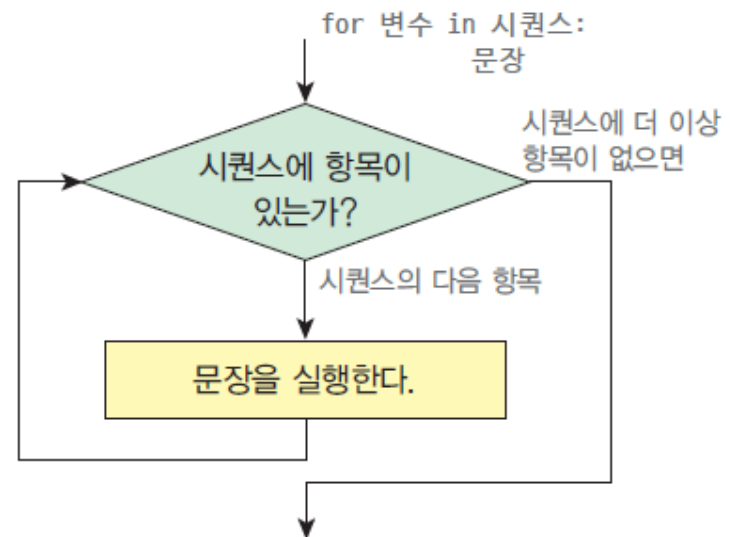 for 변수 in 시퀀스:
문장
시퀀스에 더 이상
항목이 없으면
시퀀스에 항목이
있는가?
시퀀스의 다음 항목
문장을 실행한다.